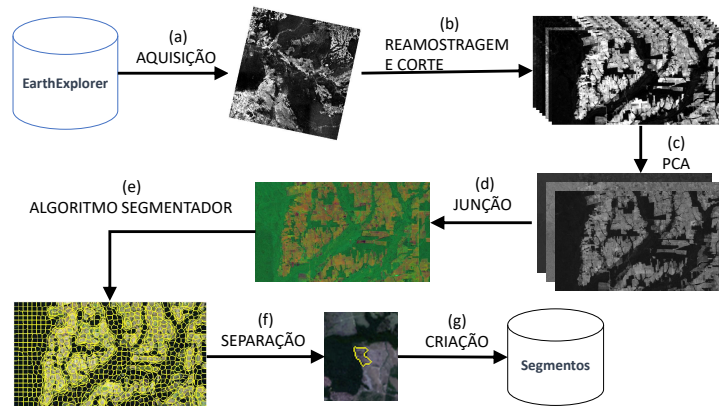 EarthExplorer
(a)
AQUISIÇÃO
(b)
REAMOSTRAGEM
E CORTE
(c)
PCA
(d)
JUNÇÃO
(e)
ALGORITMO SEGMENTADOR
(f)
SEPARAÇÃO
(g)
CRIAÇÃO
Segmentos